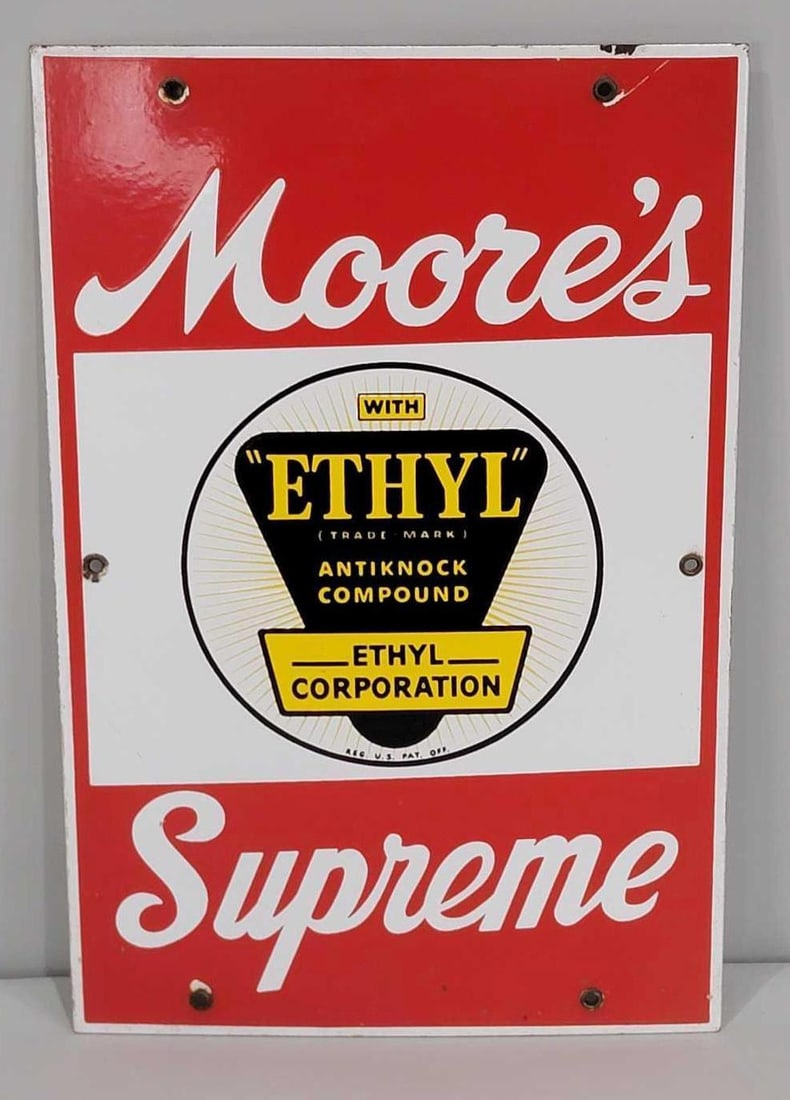 Moore's
WITH
"ETHYL"
(TRADE MARK)
ANTIKNOCK
COMPOUND
ETHYL
CORPORATION
REG. U.S. PAT. OFF.
Supreme